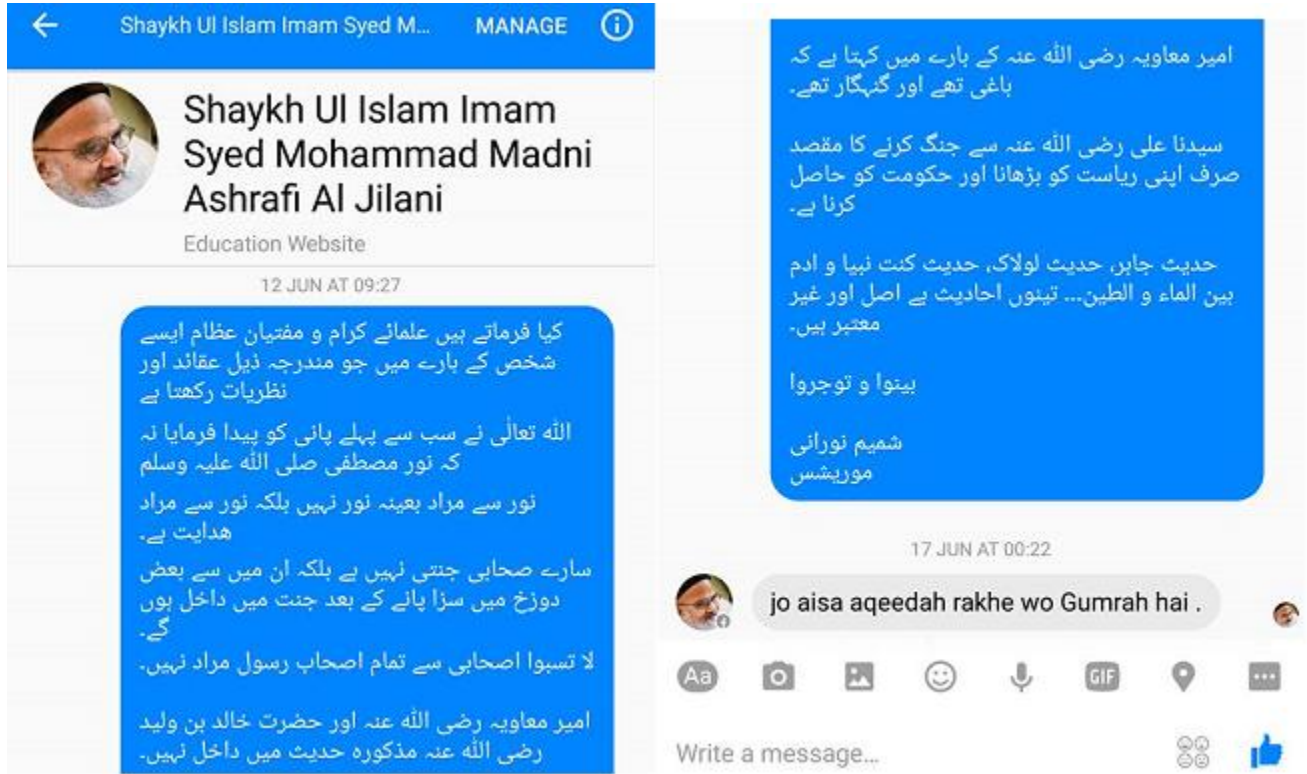 Shaykh Ul Islam Imam Syed M... MANAGE
Shaykh Ul Islam Imam
Syed Mohammad Madni
Ashrafi Al Jilani
Education Website
12 JUN AT 09:27
کیا فرماتے ہیں علمائے کرام و مفتیان عظام ایسے
شخص کے بارے میں جو مندرجہ ذیل عقائد اور
نظریات رکھتا ہے
اللہ تعالٰی نے سب سے پہلے پانی کو پیدا فرمایا نہ
کہ نور مصطفی صلی اللہ علیہ وسلم
نور سے مراد بعینہ نور نہیں بلکہ نور سے مراد
ھدایت ہے۔
سارے صحابی جنتی نہیں ہے بلکہ ان میں سے بعض
دوزخ میں سزا پانے کے بعد جنت میں داخل ہوں
گے۔
لا تسبوا اصحابی سے تمام اصحاب رسول مراد نہیں۔
امیر معاویہ رضی اللہ عنہ اور حضرت خالد بن ولید
رضی اللہ عنہ مذکورہ حدیث میں داخل نہیں۔
امیر معاویہ رضی اللہ عنہ کے بارے میں کہتا ہے کہ
باغی تھے اور گنہگار تھے۔
سیدنا علی رضی اللہ عنہ سے جنگ کرنے کا مقصد
صرف اپنی ریاست کو بڑھانا اور حکومت کو حاصل
کرنا ہے۔
حدیث جابر، حدیث لولاک، حدیث کنت نبیا و ادم
بین الماء و الطین... تینوں احادیث بے اصل اور غیر
معتبر ہیں۔
بینوا و توجروا
شمیم نورانی
موریشس
17 JUN AT 00:22
jo aisa aqeedah rakhe wo Gumrah hai .
Aa
GIF
Write a message...